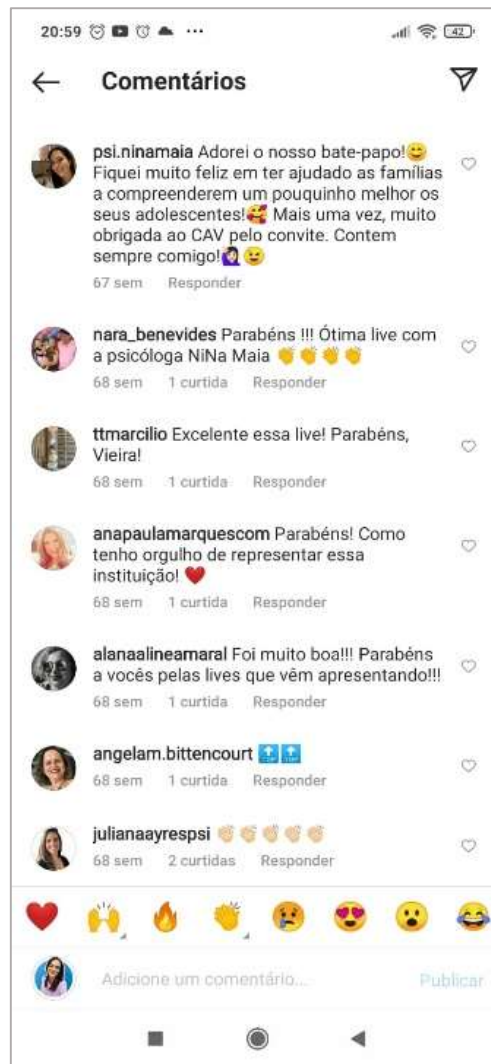 20:59 42
Comentários
psi.ninamaia Adorei o nosso bate-papo!😊
Fiquei muito feliz em ter ajudado as famílias
a compreenderem um pouquinho melhor os
seus adolescentes!🥰 Mais uma vez, muito
obrigada ao CAV pelo convite. Contem
sempre comigo!🙋🏻‍♀️😉
67 sem Responder
nara_benevides Parabéns !!! Ótima live com
a psicóloga NiNa Maia 👏👏👏👏
68 sem 1 curtida Responder
ttmarcilio Excelente essa live! Parabéns,
Vieira!
68 sem 1 curtida Responder
anapaulamarquescom Parabéns! Como
tenho orgulho de representar essa
instituição! ❤️
68 sem 1 curtida Responder
alanaalineamaral Foi muito boa!!! Parabéns
a vocês pelas lives que vêm apresentando!!!
68 sem 1 curtida Responder
angelam.bittencourt 🔝🔝
68 sem 1 curtida Responder
julianaayrespsi 👏🏻👏🏻👏🏻👏🏻👏🏻
68 sem 2 curtidas Responder
Adicione um comentário... Publicar